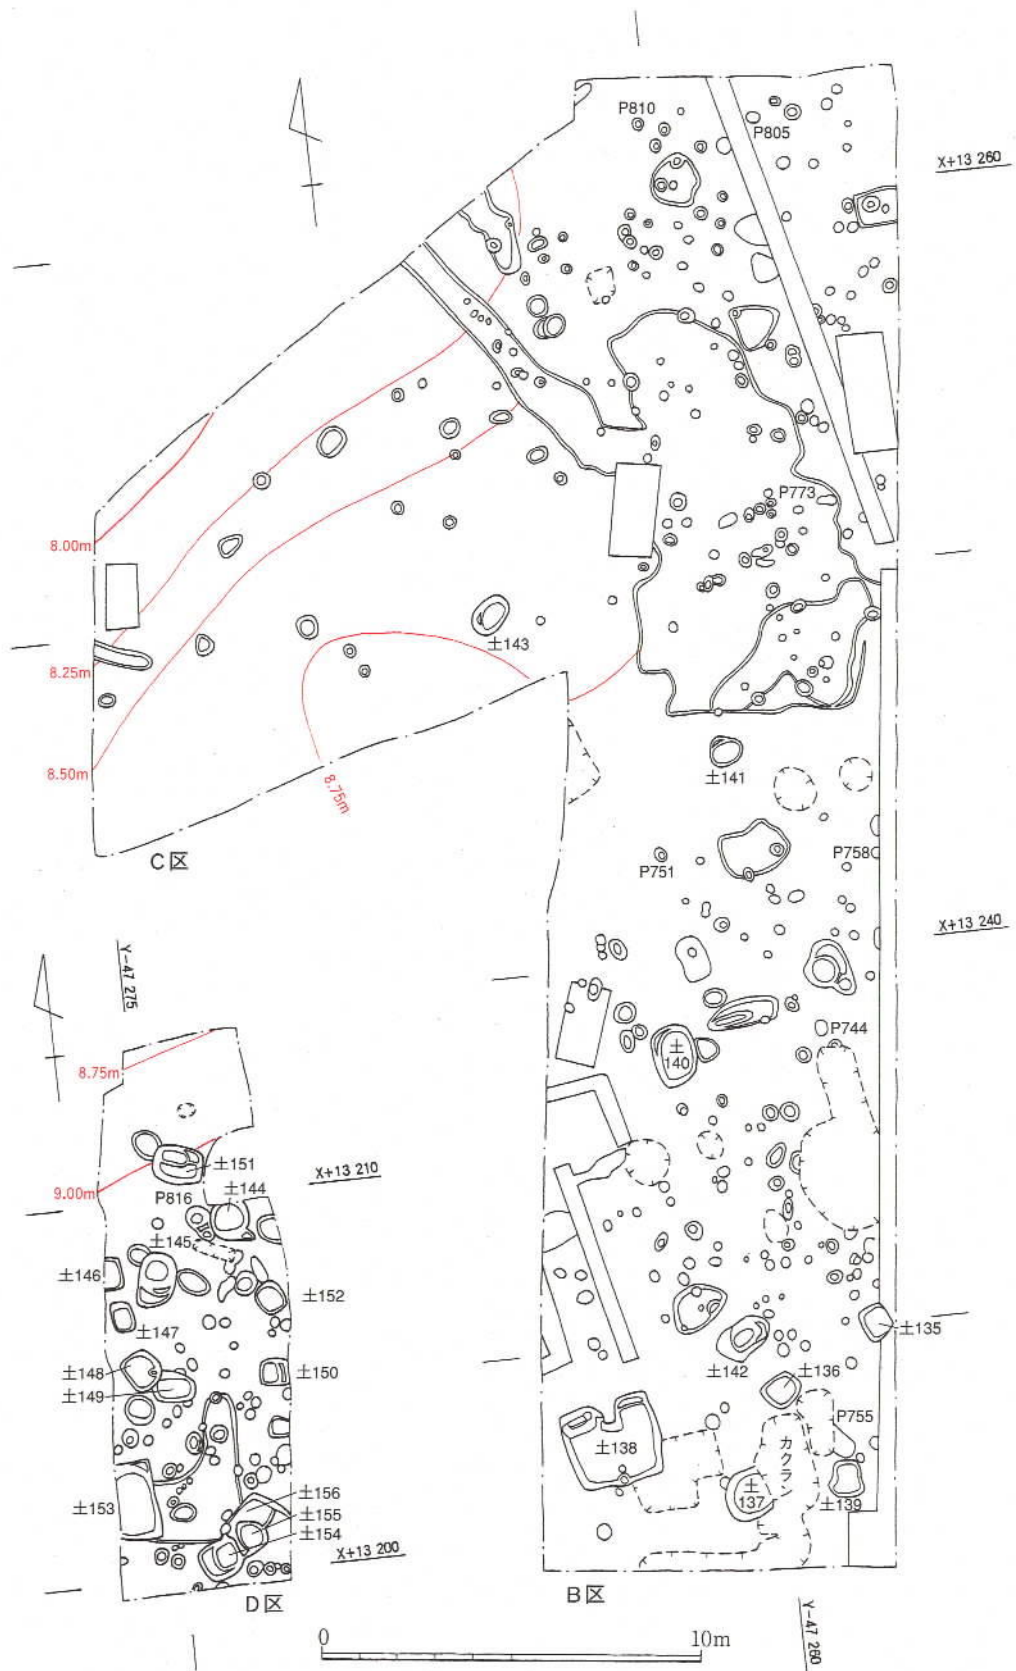 P810
P805
X+13 260
P773
8.00m
土143
8.25m
8.50m
8.75m
土141
C区
P751
P758
X+13 240
Y-47 275
P744
土
140
8.75m
土151
X+13 210
9.00m
P816
土144
土145
土146
土152
土147
土135
土148
土150
土142
土136
土149
P755
土138
カクラン
土153
土156
土137
土139
土155
土154
X+13 200
D区
B区
Y-47 260
0
10m